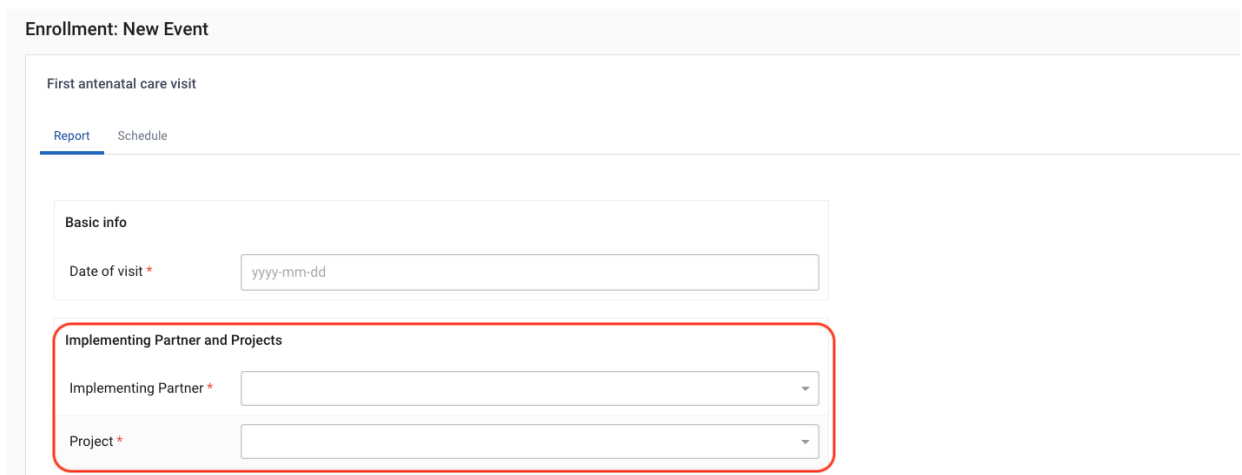 Enrollment: New Event
First antenatal care visit
Report Schedule
Basic info
Date of visit * yyyy-mm-dd
Implementing Partner and Projects
Implementing Partner *
Project *